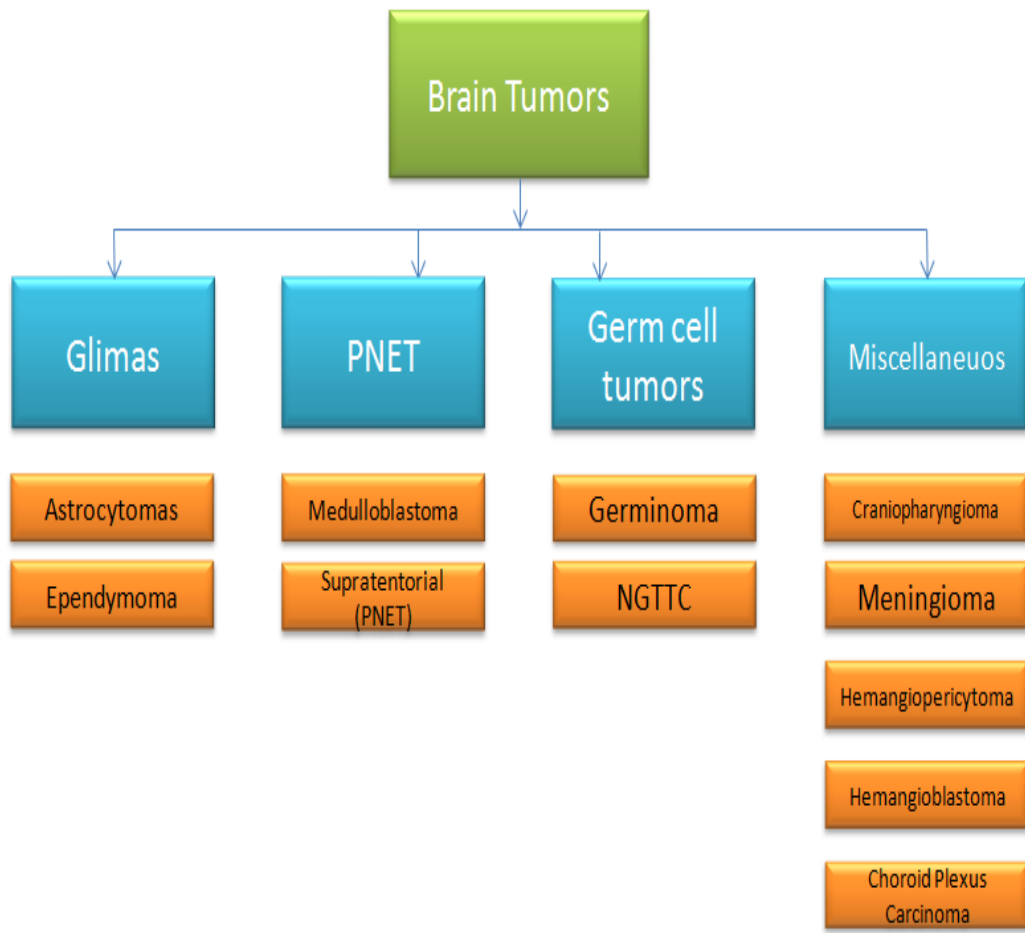 Brain Tumors
Glimas
PNET
Germ cell
tumors
Miscellaneuos
Astrocytomas
Medulloblastoma
Germinoma
Craniopharyngioma
Ependymoma
Supratentorial
(PNET)
NGTTC
Meningioma
Hemangiopericytoma
Hemangioblastoma
Choroid Plexus
Carcinoma